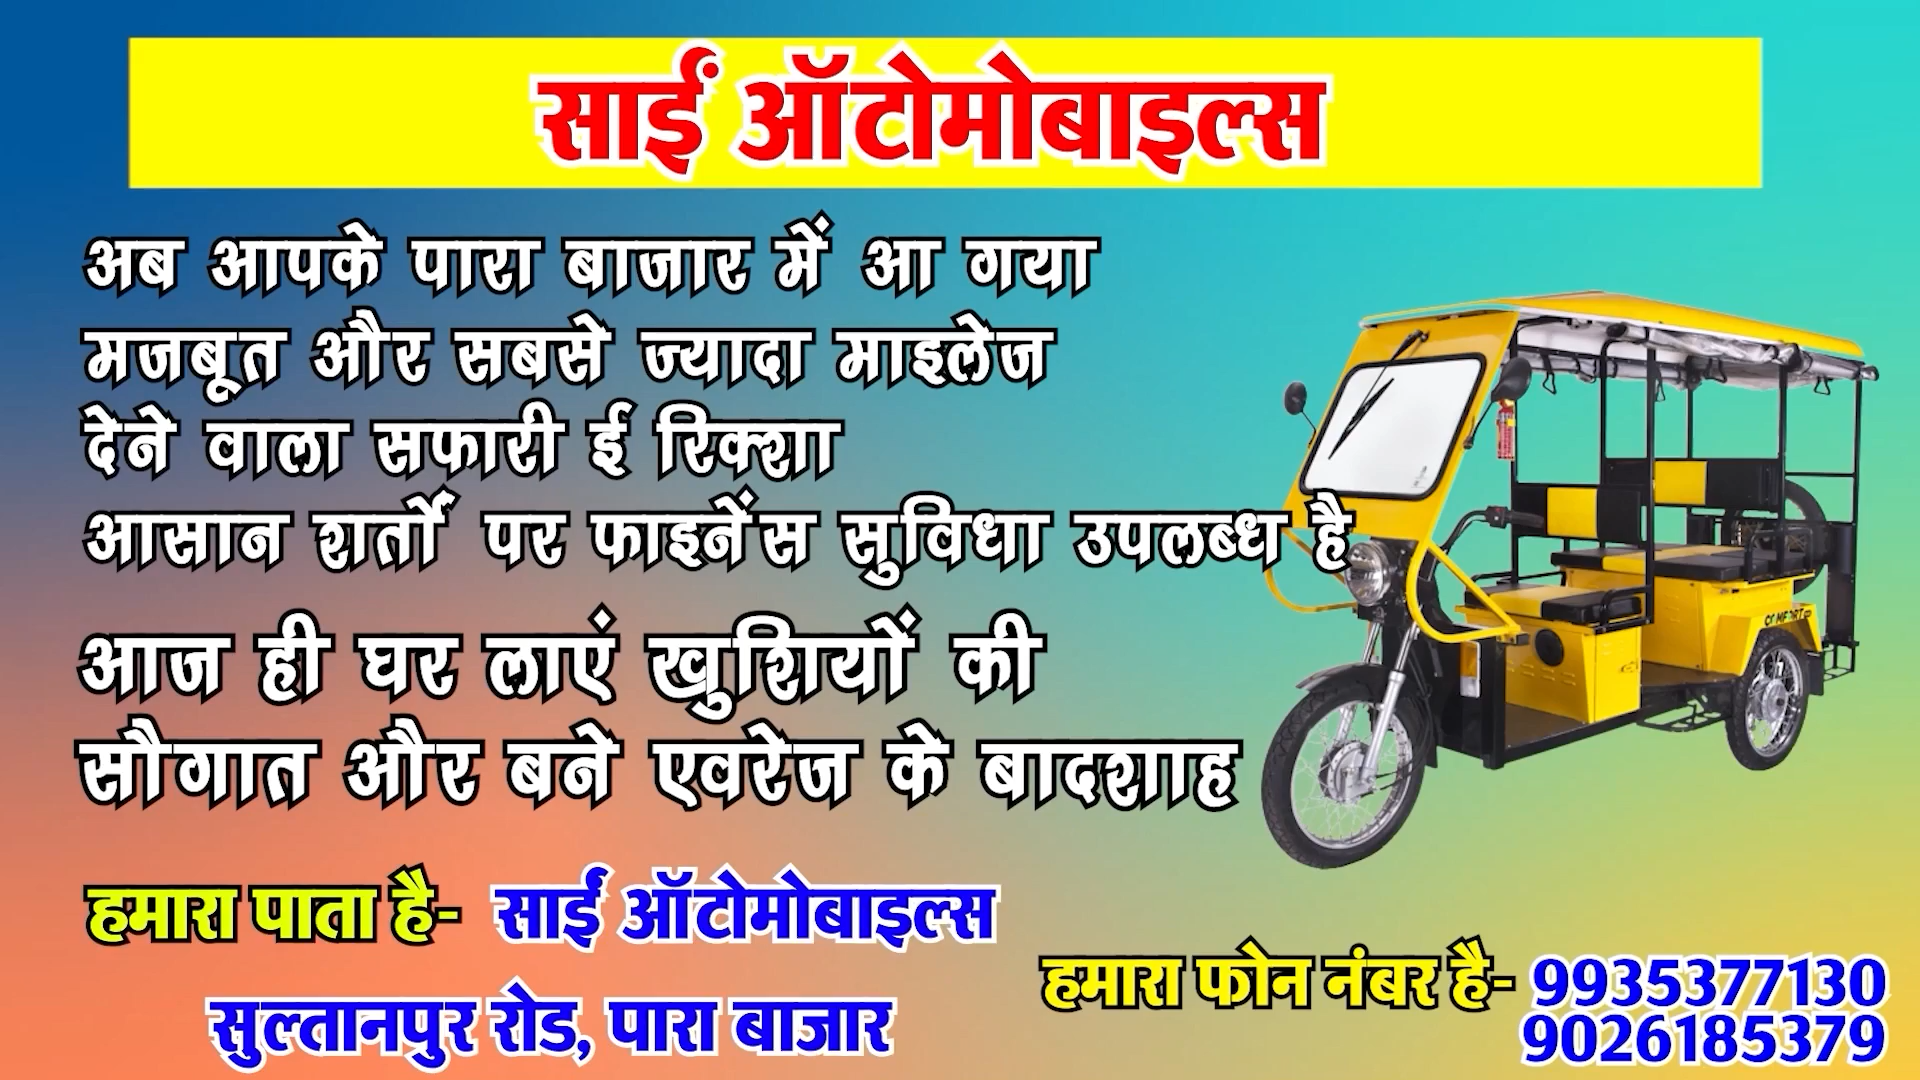 साईं ऑटोमोबाइल्स
अब आपके पारा बाजार में आ गया
मजबूत और सबसे ज्यादा माइलेज
देने वाला सफारी ई रिक्शा
आसान शर्तों पर फाइनेंस सुविधा उपलब्ध है
COMFORT
आज ही घर लाएं खुशियों की
सौगात और बने एवरेज के बादशाह
हमारा पाता है- साईं ऑटोमोबाइल्स
सुल्तानपुर रोड, पारा बाजार
हमारा फोन नंबर है- 9935377130
9026185379